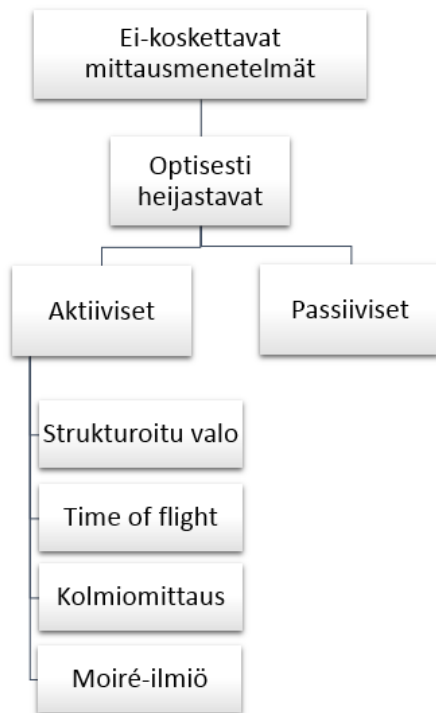 Ei-koskettavat
mittausmenetelmät
Optisesti
heijastavat
Aktiiviset
Passiiviset
Strukturoitu valo
Time of flight
Kolmiomittaus
Moiré-ilmiö